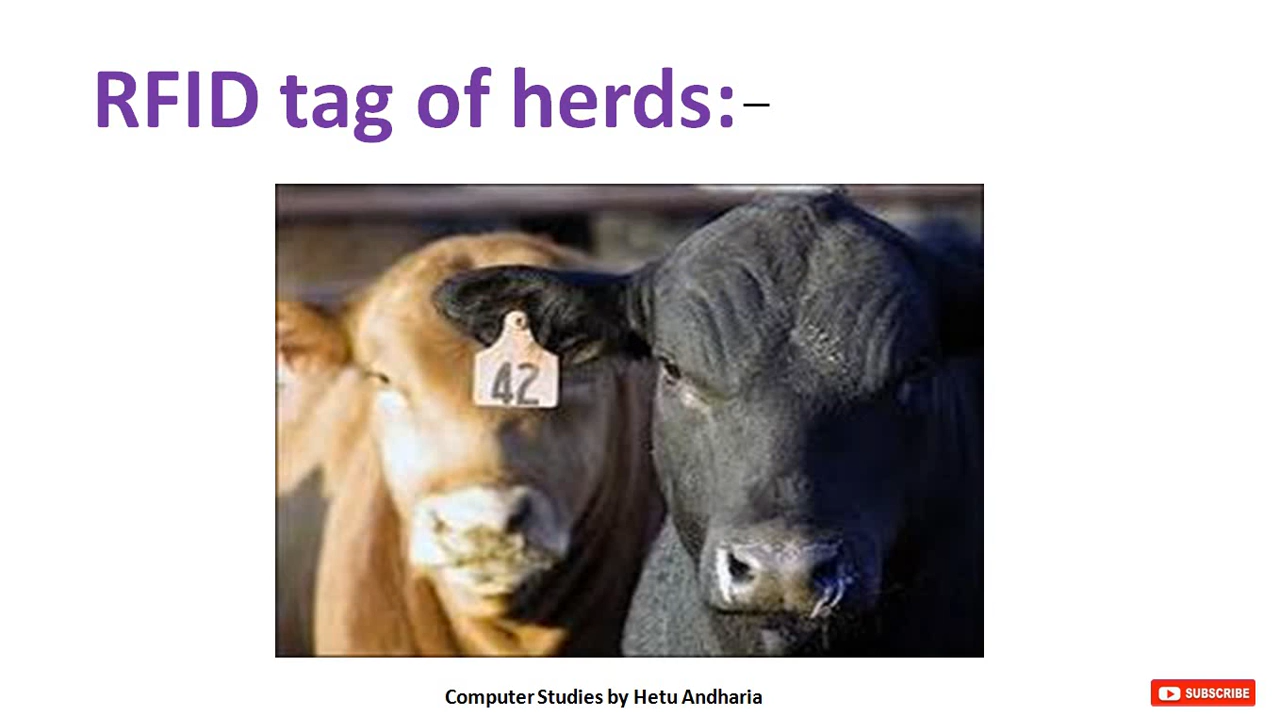 RFID tag of herds:–
42
Computer Studies by Hetu Andharia
SUBSCRIBE